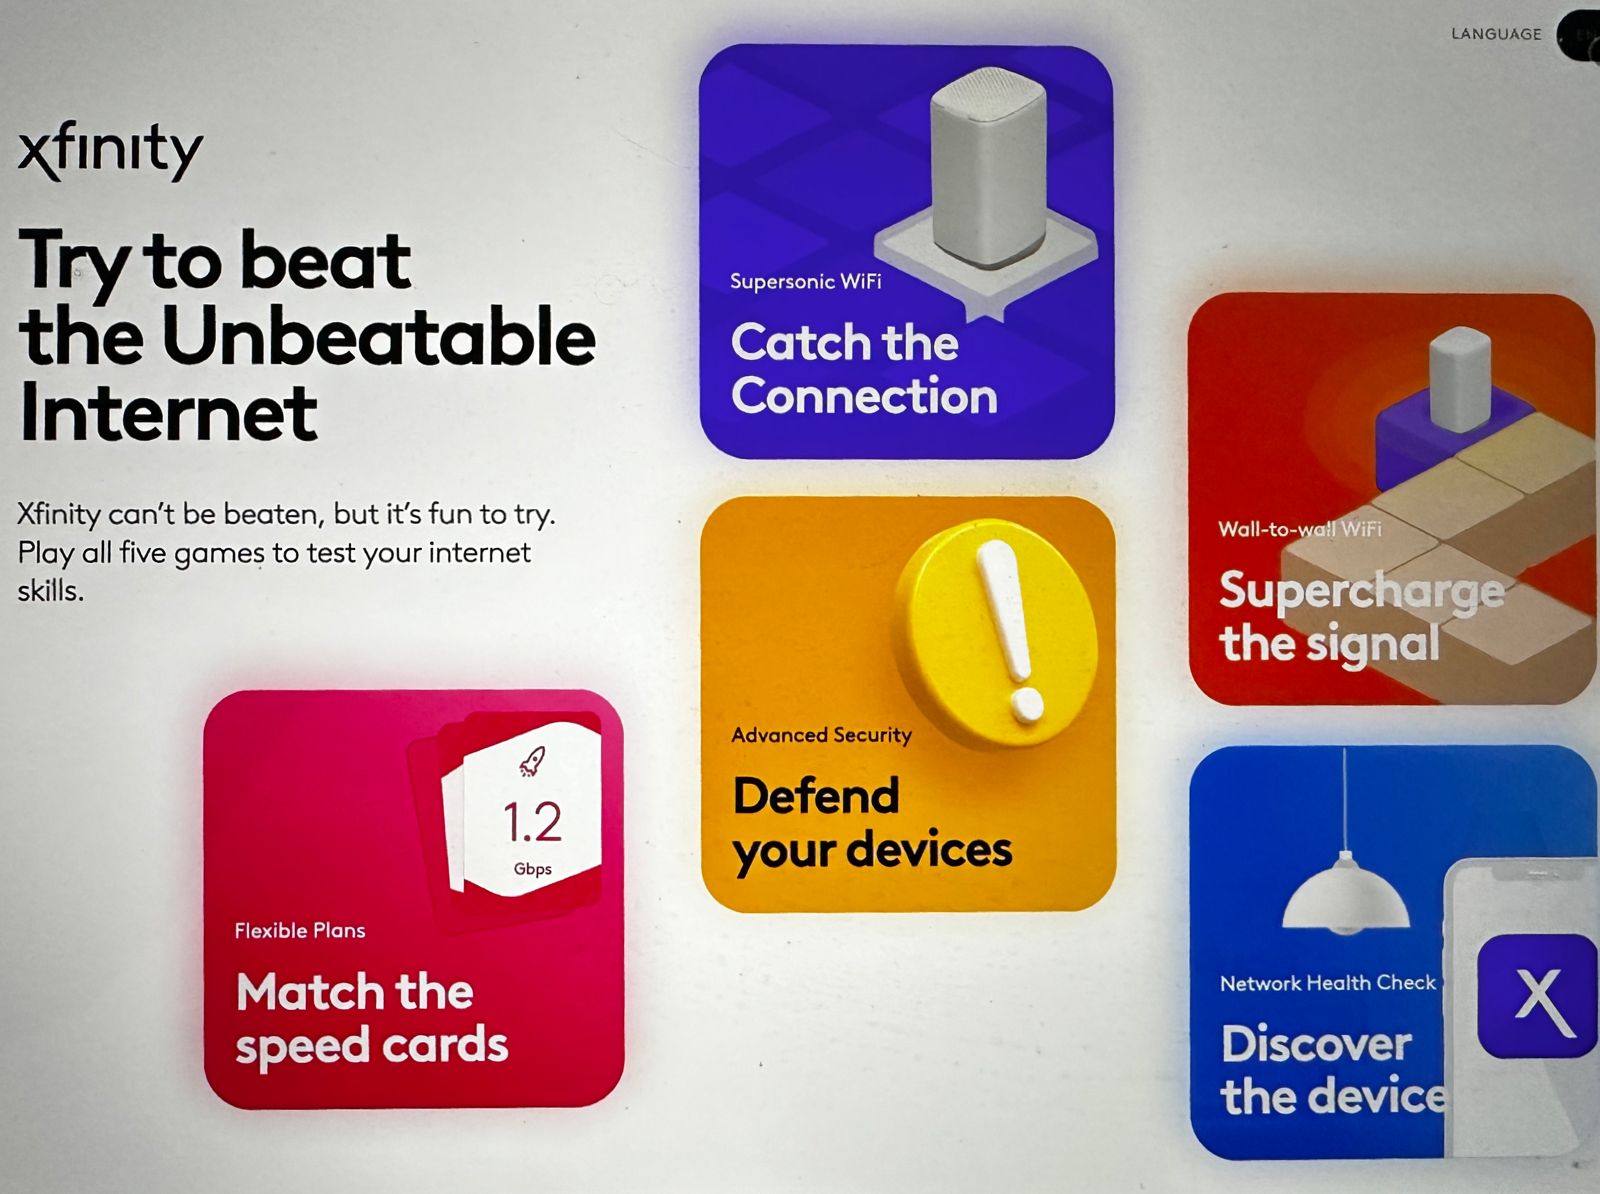 LANGUAGE
xfinity
Try to beat
the Unbeatable
Internet
Xfinity can't be beaten, but it's fun to try.
Play all five games to test your internet
skills.
Supersonic WiFi
Catch the
Connection
Wall-to-wall WiFi
Supercharge
the signal
Advanced Security
Defend
your devices
1.2
Gbps
Flexible Plans
Match the
speed cards
Network Health Check
Discover
the device
X